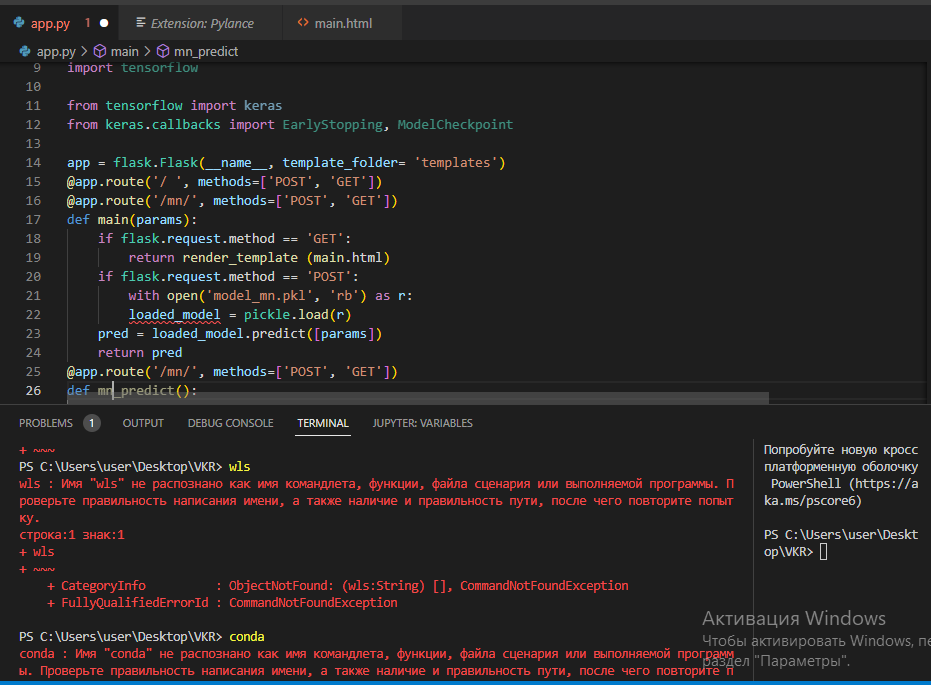 app.py 1 Extension: Pylance main.html
app.py > main > mn_predict
9 import tensorflow
10
11 from tensorflow import keras
12 from keras.callbacks import EarlyStopping, ModelCheckpoint
13
14 app = flask.Flask(__name__, template_folder= 'templates')
15 @app.route('/ ', methods=['POST', 'GET'])
16 @app.route('/mn/', methods=['POST', 'GET'])
17 def main(params):
18 if flask.request.method == 'GET':
19 return render_template (main.html)
20 if flask.request.method == 'POST':
21 with open('model_mn.pkl', 'rb') as r:
22 loaded_model = pickle.load(r)
23 pred = loaded_model.predict([params])
24 return pred
25 @app.route('/mn/', methods=['POST', 'GET'])
26 def mn_predict():
PROBLEMS 1 OUTPUT DEBUG CONSOLE TERMINAL JUPYTER: VARIABLES
+ ~~~
PS C:\Users\user\Desktop\VKR> wls
wls : Имя "wls" не распознано как имя командлета, функции, файла сценария или выполняемой программы. П
роверьте правильность написания имени, а также наличие и правильность пути, после чего повторите попыт
ку.
строка:1 знак:1
+ wls
+ ~~~
+ CategoryInfo : ObjectNotFound: (wls:String) [], CommandNotFoundException
+ FullyQualifiedErrorId : CommandNotFoundException
PS C:\Users\user\Desktop\VKR> conda
conda : Имя "conda" не распознано как имя командлета, функции, файла сценария или выполняемой программ
ы. Проверьте правильность написания имени, а также наличие и правильность пути, после чего повторите п
Попробуйте новую кросс
платформенную оболочку
PowerShell (https://a
ka.ms/pscore6)
PS C:\Users\user\Deskt
op\VKR>
Активация Windows
Чтобы активировать Windows, пе
раздел "Параметры".